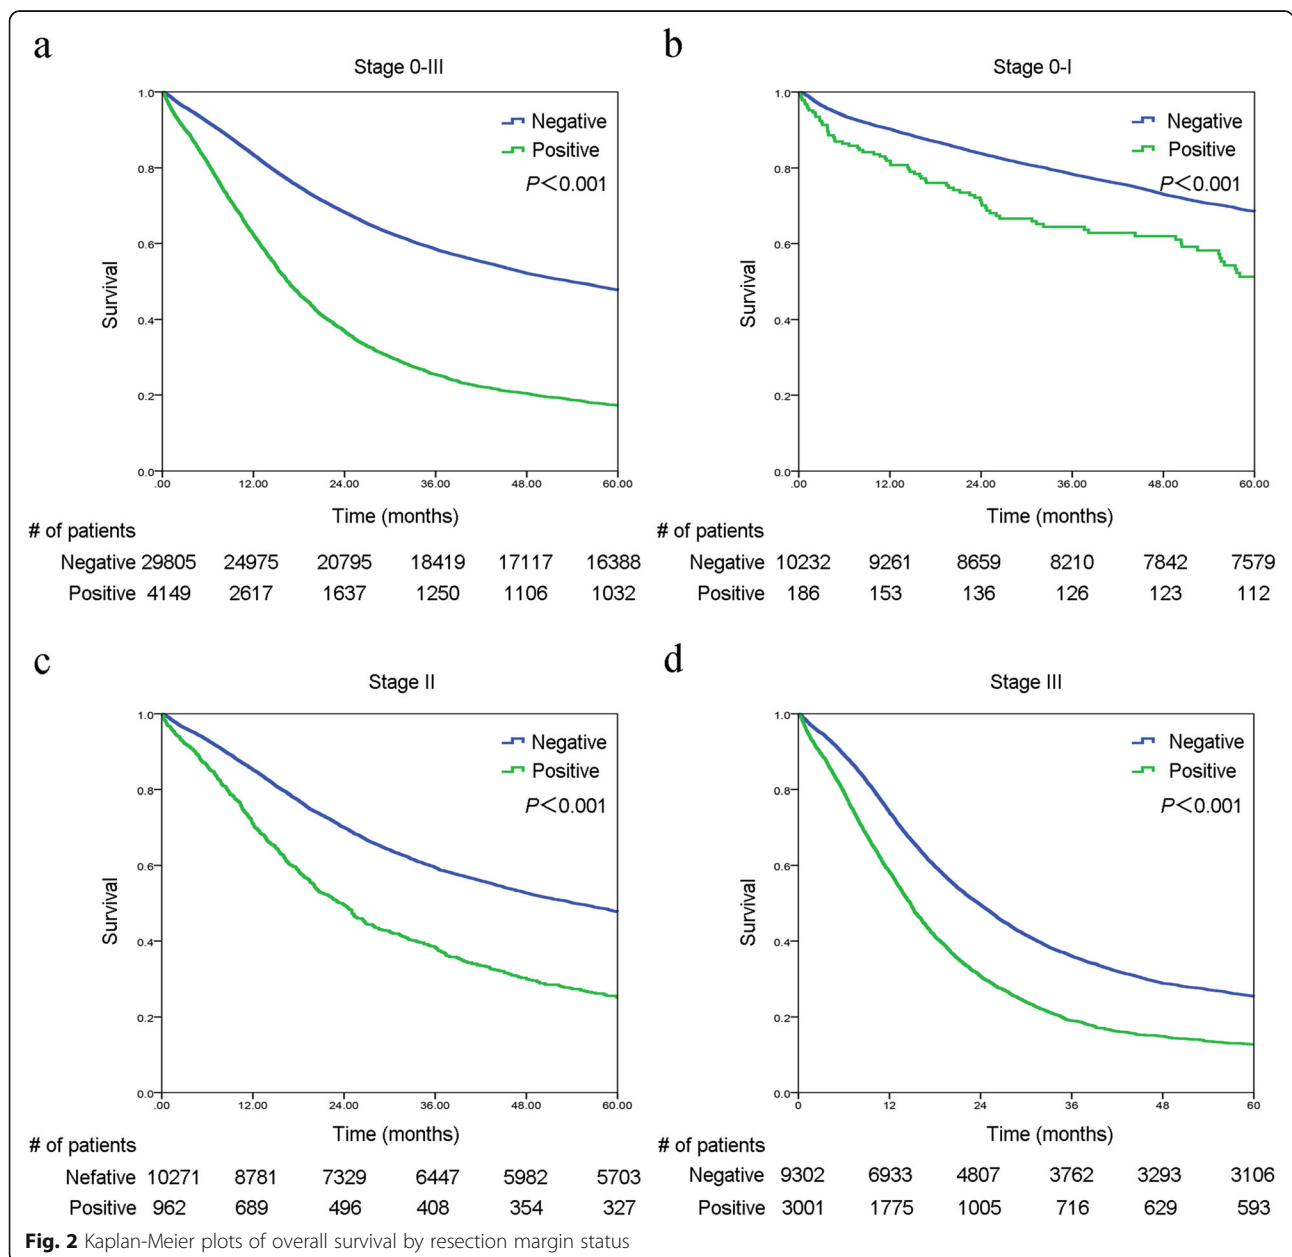 a
Stage 0-III
1.0
0.8
0.6
0.4
0.2
0.0
Survival
Negative
Positive
P<0.001
.00 12.00 24.00 36.00 48.00 60.00
Time (months)
# of patients
Negative 29805 24975 20795 18419 17117 16388
Positive 4149 2617 1637 1250 1106 1032
b
Stage 0-I
1.0
0.8
0.6
0.4
0.2
0.0
Survival
Negative
Positive
P<0.001
.00 12.00 24.00 36.00 48.00 60.00
Time (months)
# of patients
Negative 10232 9261 8659 8210 7842 7579
Positive 186 153 136 126 123 112
c
Stage II
1.0
0.8
0.6
0.4
0.2
0.0
Survival
Negative
Positive
P<0.001
.00 12.00 24.00 36.00 48.00 60.00
Time (months)
# of patients
Nefative 10271 8781 7329 6447 5982 5703
Positive 962 689 496 408 354 327
d
Stage III
1.0
0.8
0.6
0.4
0.2
0.0
Survival
Negative
Positive
P<0.001
0 12 24 36 48 60
Time (months)
# of patients
Negative 9302 6933 4807 3762 3293 3106
Positive 3001 1775 1005 716 629 593
Fig. 2 Kaplan-Meier plots of overall survival by resection margin status